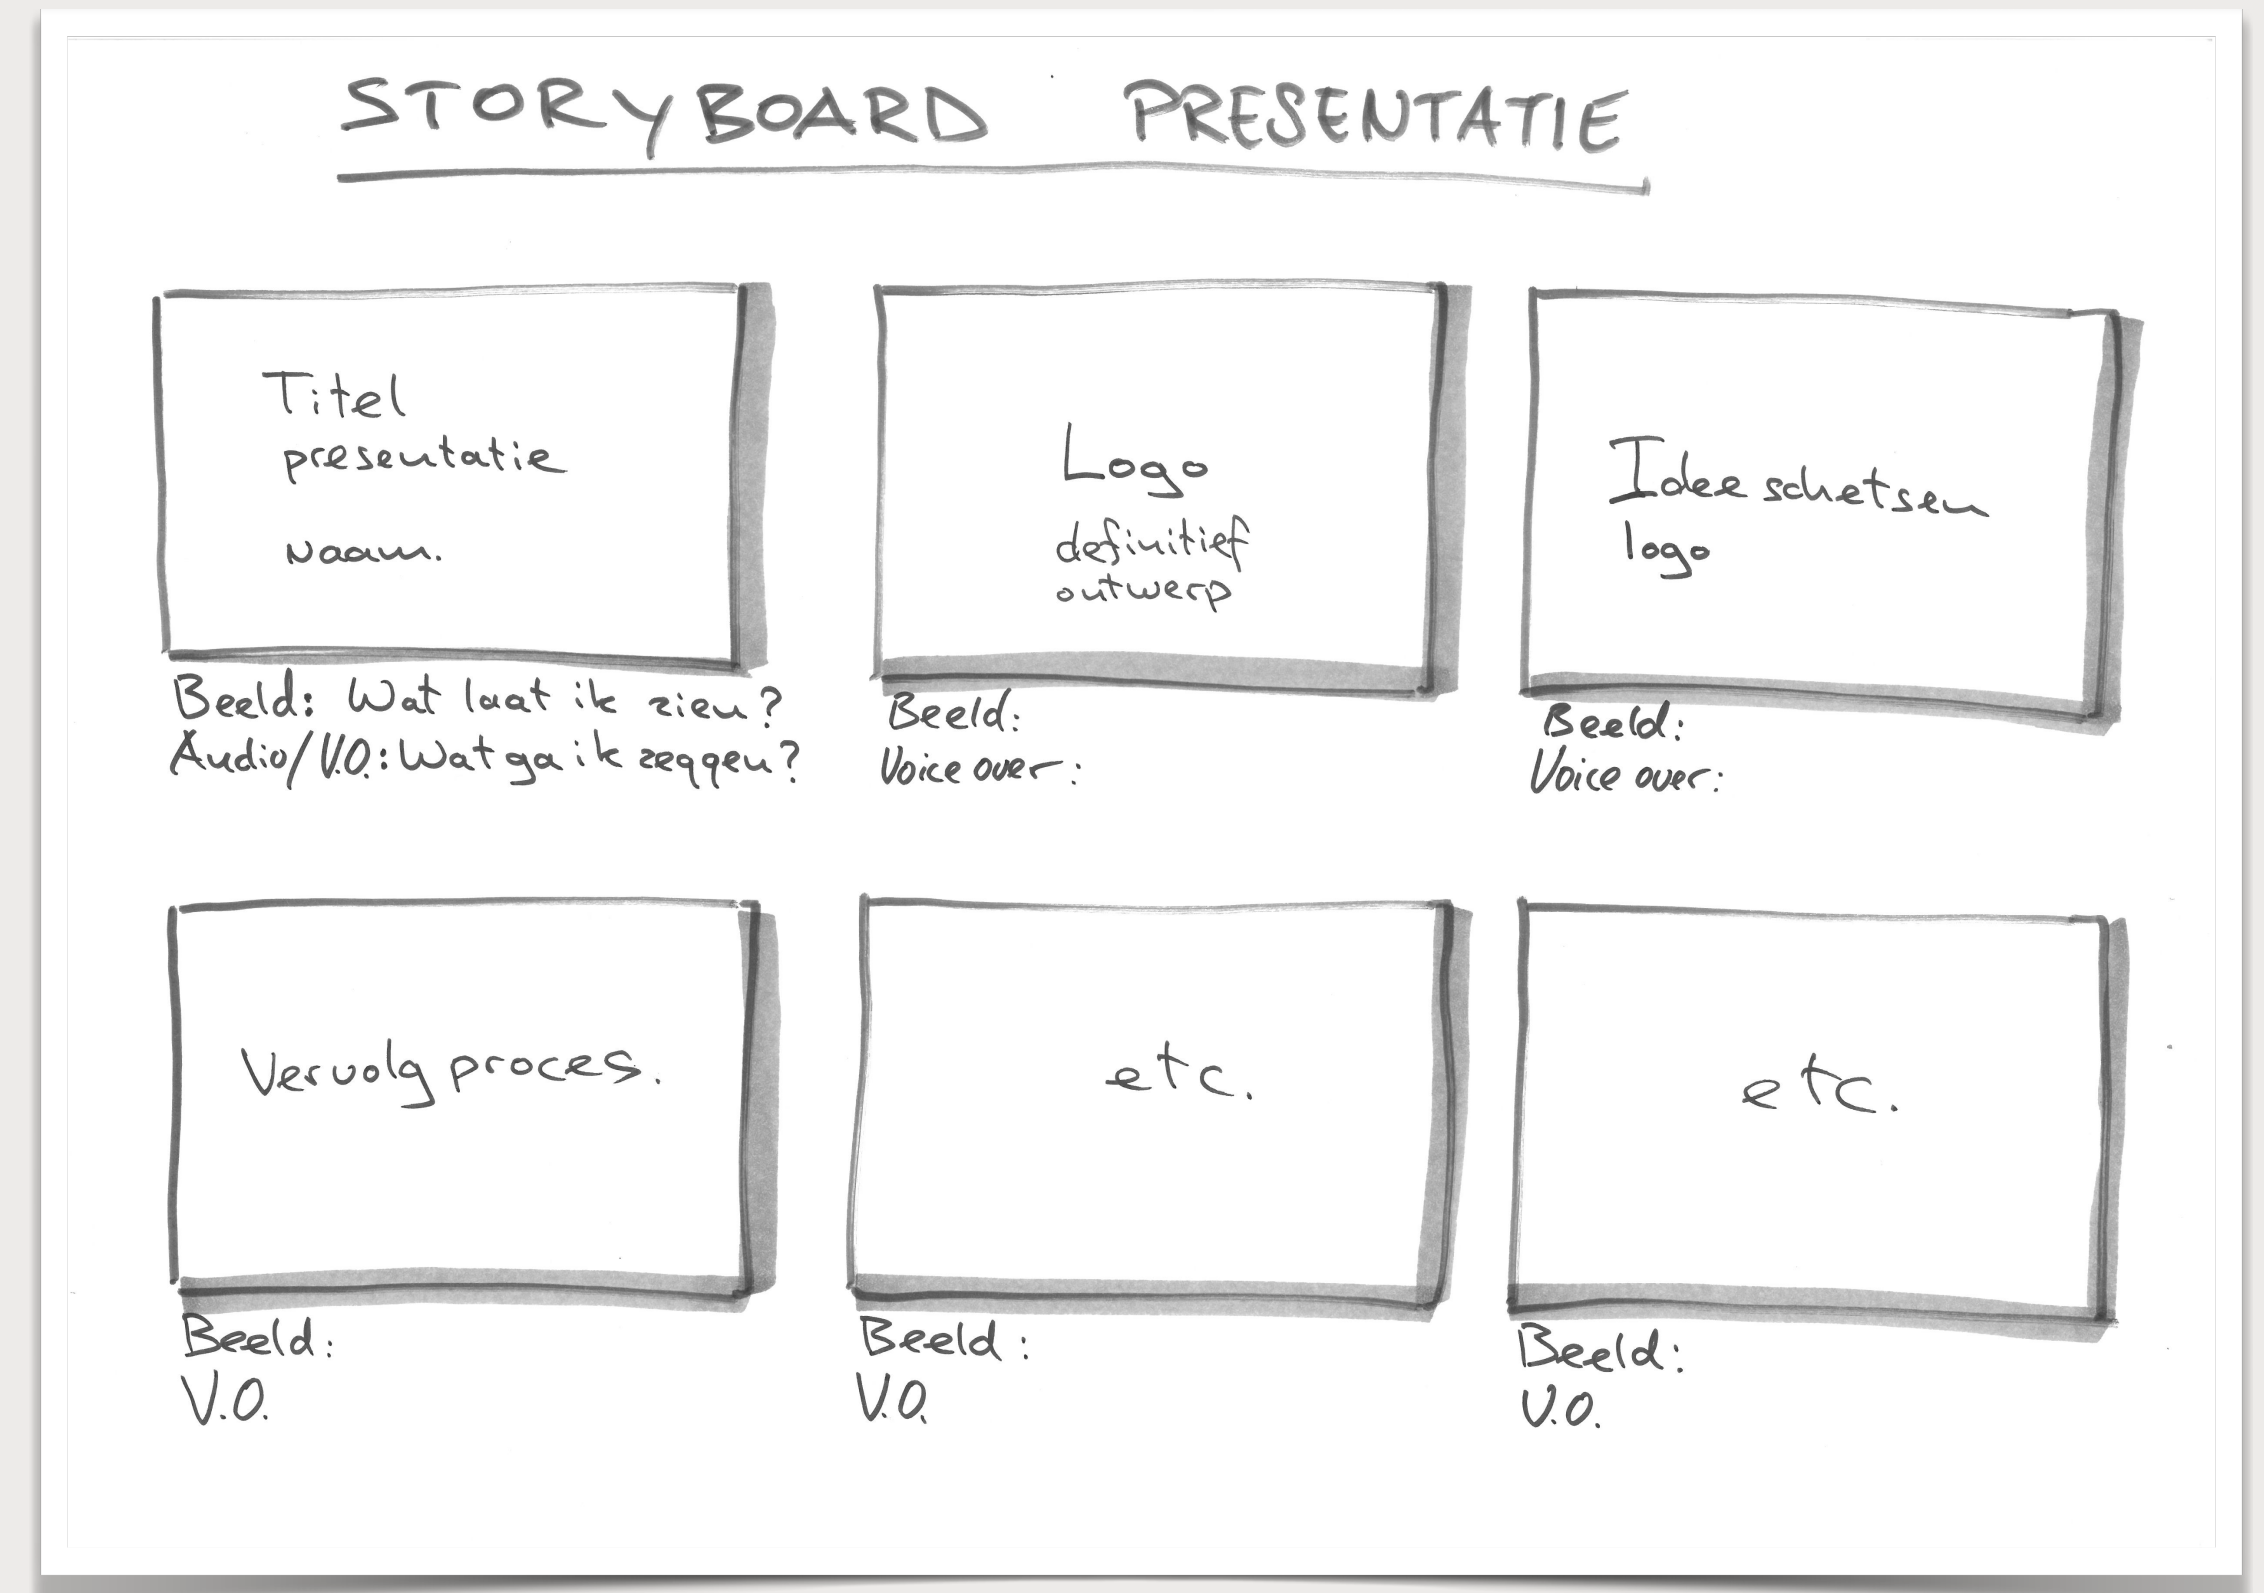 STORYBOARD PRESENTATIE
Titel
presentatie
Naam.
Beeld: Wat laat ik zien?
Audio/V.O.: Wat ga ik zeggen?
Logo
definitief
ontwerp
Beeld:
Voice over:
Idee schetsen
logo
Beeld:
Voice over:
Vervolg proces.
Beeld:
V.O.
etc.
Beeld:
V.O.
etc.
Beeld:
V.O.